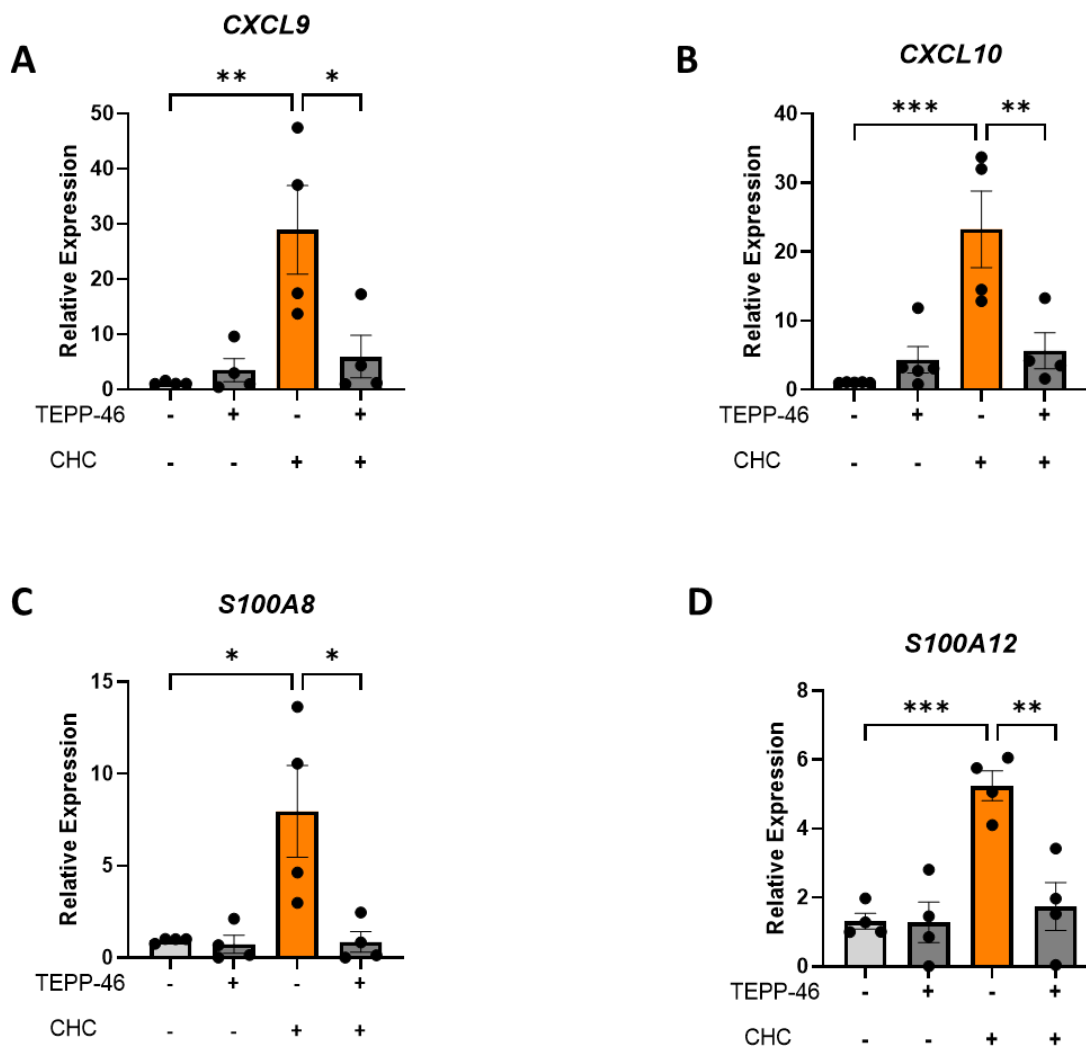 A
CXCL9
** *
Relative Expression
50
40
30
20
10
0
TEPP-46 - + - +
CHC - - + +
B
CXCL10
*** **
Relative Expression
40
30
20
10
0
TEPP-46 - + - +
CHC - - + +
C
S100A8
* *
Relative Expression
15
10
5
0
TEPP-46 - + - +
CHC - - + +
D
S100A12
*** **
Relative Expression
8
6
4
2
0
TEPP-46 - + - +
CHC - - + +